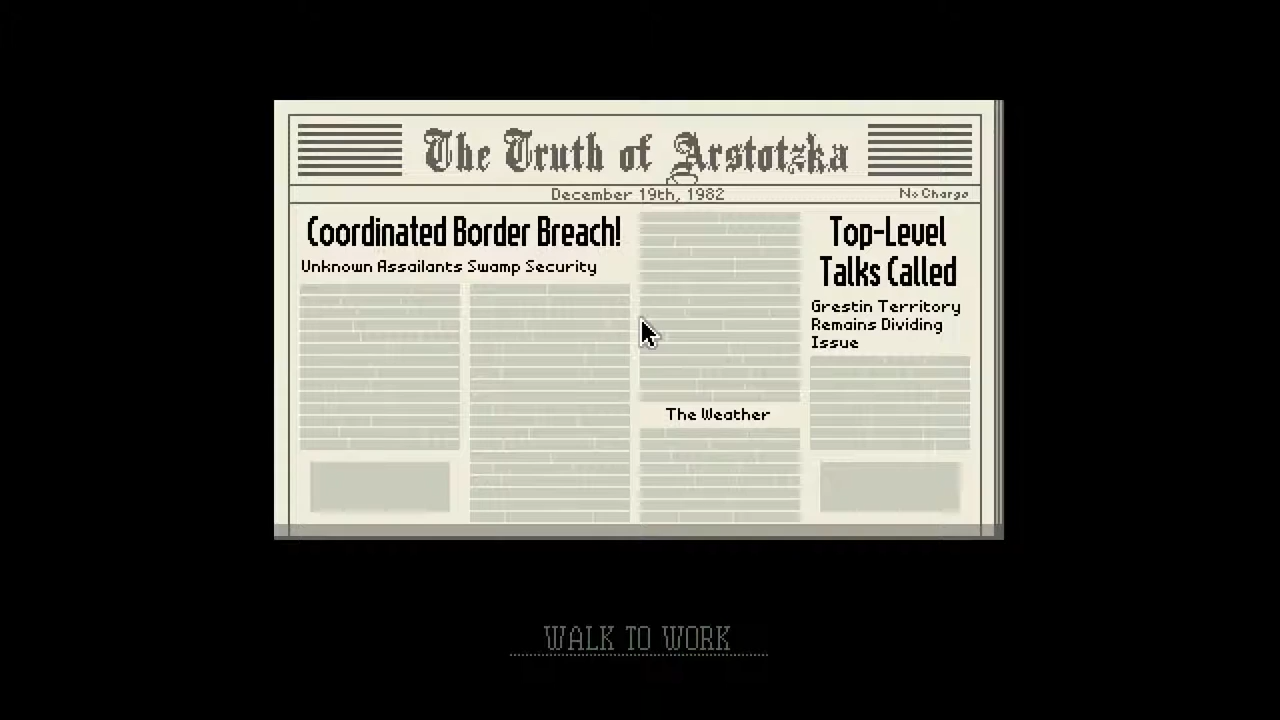 The Truth of Arstotzka
December 19th, 1982
No Charge
Coordinated Border Breach!
Unknown Assailants Swamp Security
The Weather
Top-Level
Talks Called
Grestin Territory
Remains Dividing
Issue
WALK TO WORK